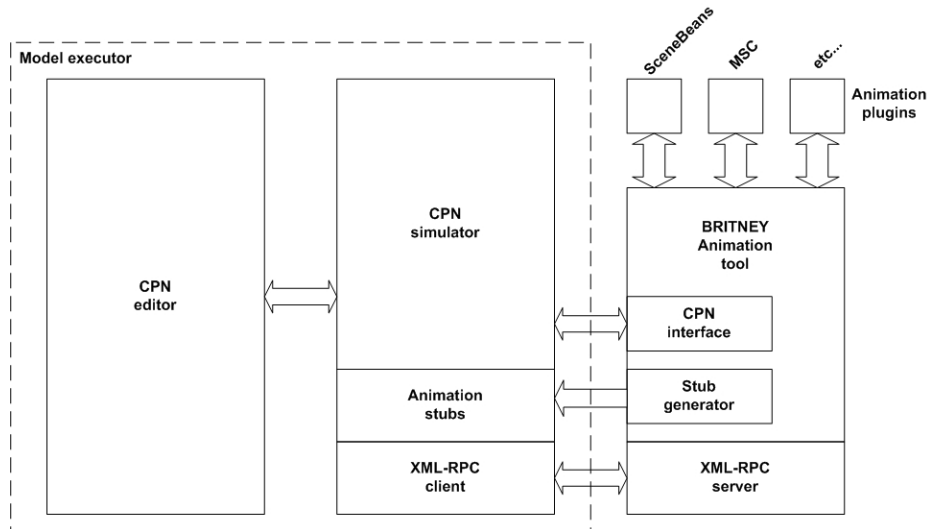 SceneBeans
MSC
etc...
Model executor
Animation
plugins
CPN
editor
CPN
simulator
BRITNEY
Animation
tool
CPN
interface
Animation
stubs
Stub
generator
XML-RPC
client
XML-RPC
server